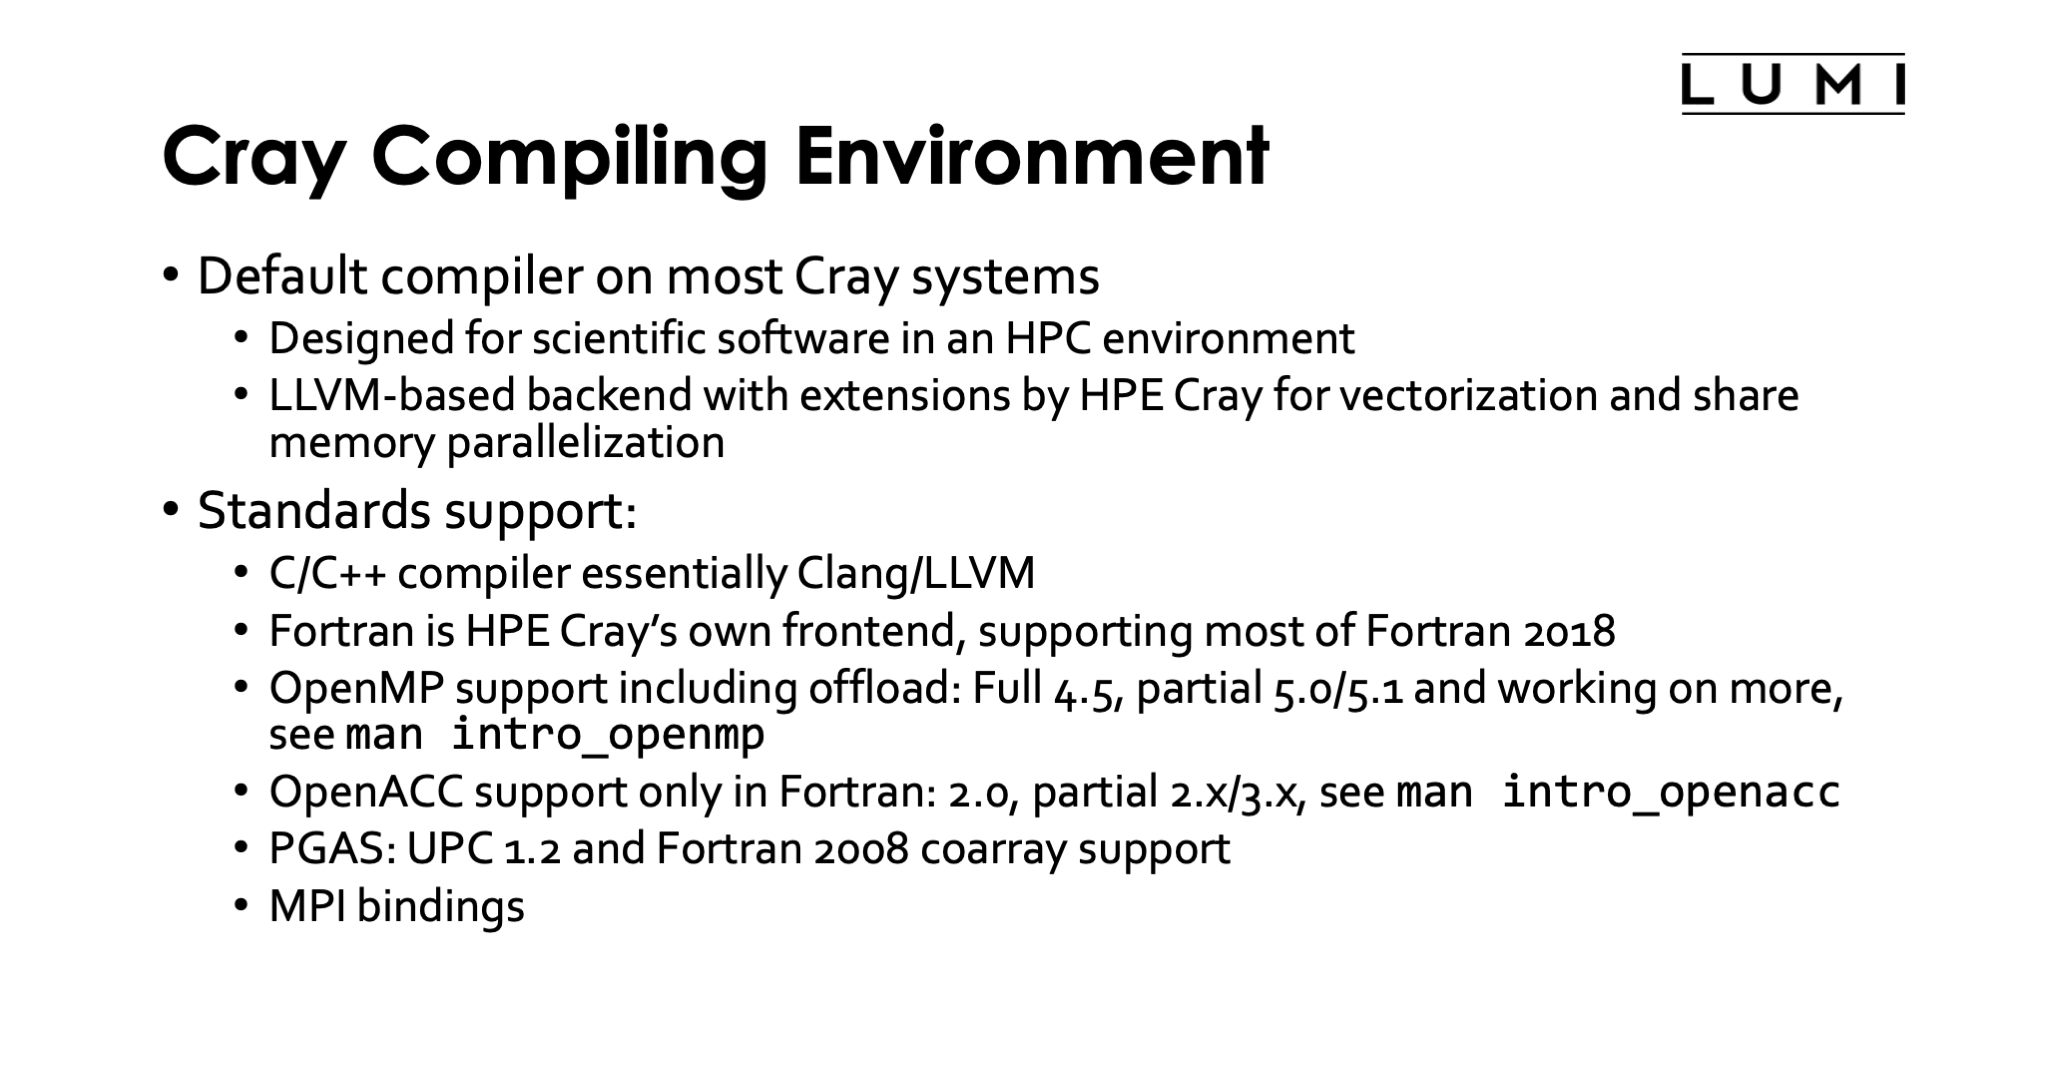 LUMI
Cray Compiling Environment
• Default compiler on most Cray systems
• Designed for scientific software in an HPC environment
• LLVM-based backend with extensions by HPE Cray for vectorization and share
memory parallelization
• Standards support:
• C/C++ compiler essentially Clang/LLVM
• Fortran is HPE Cray’s own frontend, supporting most of Fortran 2018
• OpenMP support including offload: Full 4.5, partial 5.0/5.1 and working on more,
see man intro_openmp
• OpenACC support only in Fortran: 2.0, partial 2.x/3.x, see man intro_openacc
• PGAS: UPC 1.2 and Fortran 2008 coarray support
• MPI bindings